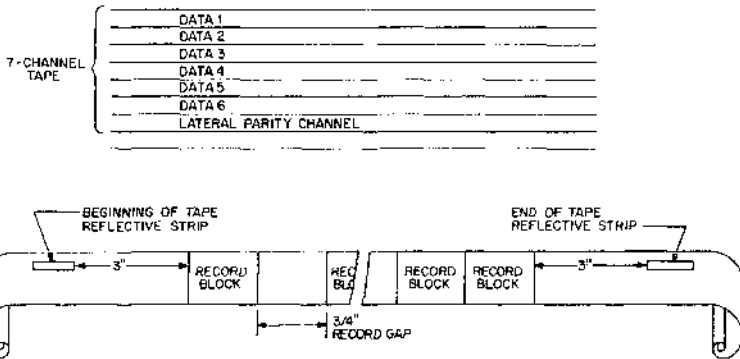 7-CHANNEL
TAPE
DATA 1
DATA 2
DATA 3
DATA 4
DATA 5
DATA 6
LATERAL PARITY CHANNEL
BEGINNING OF TAPE
REFLECTIVE STRIP
END OF TAPE
REFLECTIVE STRIP
3"
RECORD
BLOCK
REC
BL
RECORD
BLOCK
RECORD
BLOCK
3"
3/4"
RECORD GAP